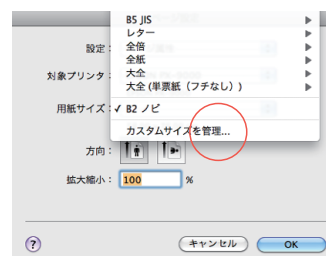 B5 JIS
レター
設定：
全倍
全紙
対象プリンタ：
大全
大全 (単票紙（フチなし）)
用紙サイズ：
✓ B2 ノビ
カスタムサイズを管理...
方向：
拡大縮小：
100
%
?
キャンセル
OK